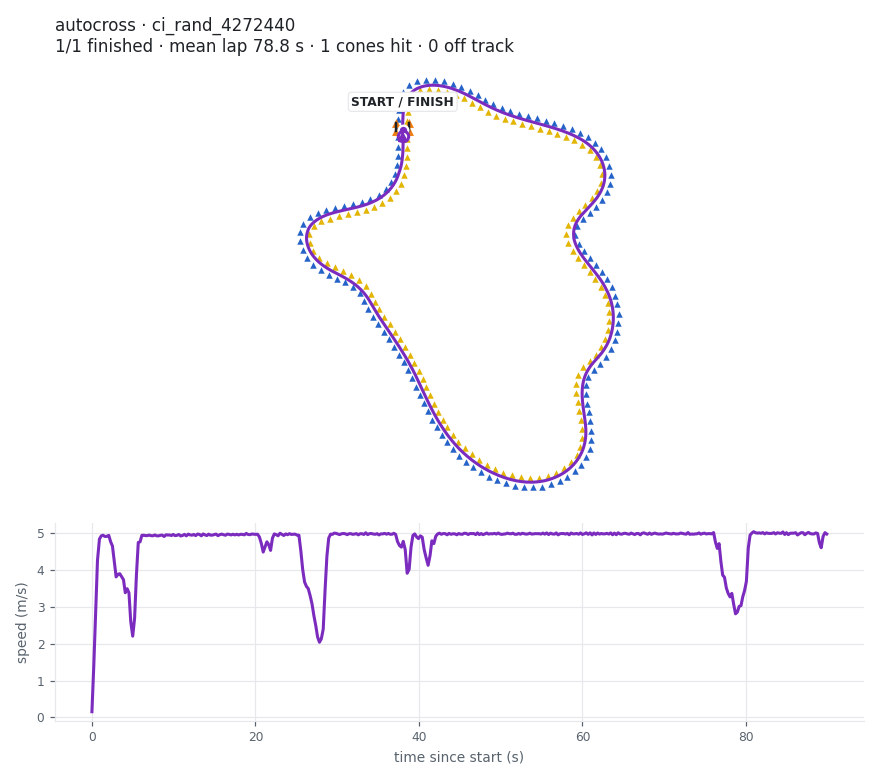 autocross · ci_rand_4272440
1/1 finished · mean lap 78.8 s · 1 cones hit · 0 off track
START / FINISH
5
4
3
2
1
0
speed (m/s)
0 20 40 60 80
time since start (s)